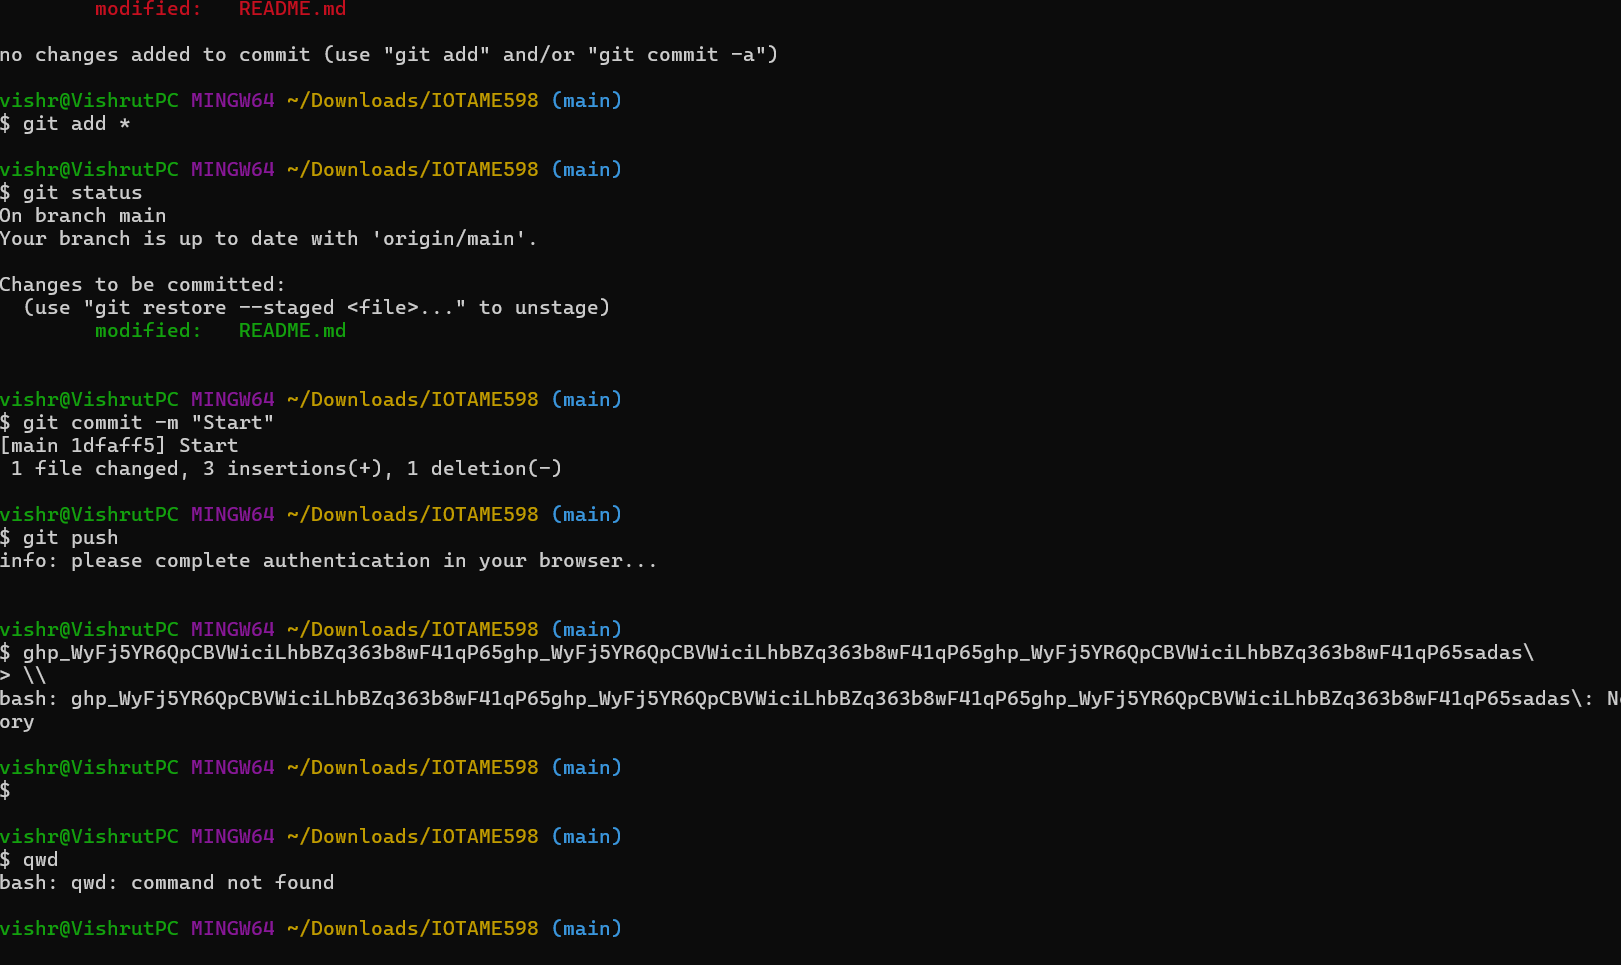 modified:   README.md
no changes added to commit (use "git add" and/or "git commit -a")
vishr@VishrutPC MINGW64 ~/Downloads/IOTAME598 (main)
$ git add *
vishr@VishrutPC MINGW64 ~/Downloads/IOTAME598 (main)
$ git status
On branch main
Your branch is up to date with 'origin/main'.
Changes to be committed:
(use "git restore --staged <file>..." to unstage)
modified:   README.md
vishr@VishrutPC MINGW64 ~/Downloads/IOTAME598 (main)
$ git commit -m "Start"
[main 1dfaff5] Start
1 file changed, 3 insertions(+), 1 deletion(-)
vishr@VishrutPC MINGW64 ~/Downloads/IOTAME598 (main)
$ git push
info: please complete authentication in your browser...
vishr@VishrutPC MINGW64 ~/Downloads/IOTAME598 (main)
$ 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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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sadas\
> \\
bash: 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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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sadas\:
ory
vishr@VishrutPC MINGW64 ~/Downloads/IOTAME598 (main)
$
vishr@VishrutPC MINGW64 ~/Downloads/IOTAME598 (main)
$ qwd
bash: qwd: command not found
vishr@VishrutPC MINGW64 ~/Downloads/IOTAME598 (main)